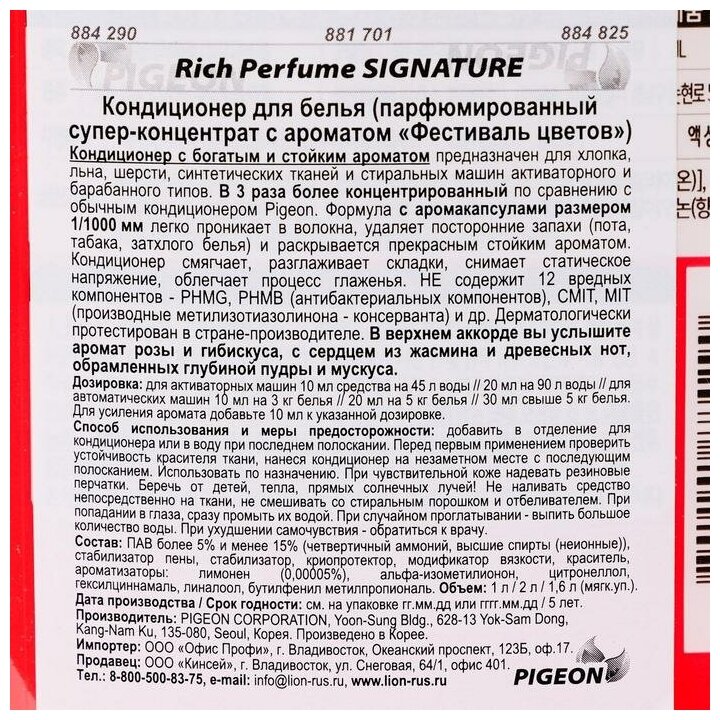 884 290 881 701 884 825
PIGEON PIGEON
Rich Perfume SIGNATURE
Кондиционер для белья (парфюмированный
супер-концентрат с ароматом «Фестиваль цветов»)
Кондиционер с богатым и стойким ароматом предназначен для хлопка,
льна, шерсти, синтетических тканей и стиральных машин активаторного и
барабанного типов. В 3 раза более концентрированный по сравнению с
обычным кондиционером Pigeon. Формула с аромакапсулами размером
1/1000 мм легко проникает в волокна, удаляет посторонние запахи (пота,
табака, затхлого белья) и раскрывается прекрасным стойким ароматом.
Кондиционер смягчает, разглаживает складки, снимает статическое
напряжение, облегчает процесс глаженья. НЕ содержит 12 вредных
компонентов - PHMG, PHMB (антибактериальных компонентов), CMIT, MIT
(производные метилизотиазолинона - консерванта) и др. Дерматологически
протестирован в стране-производителе. В верхнем аккорде вы услышите
аромат розы и гибискуса, с сердцем из жасмина и древесных нот,
обрамленных глубиной пудры и мускуса.
Дозировка: для активаторных машин 10 мл средства на 45 л воды // 20 мл на 90 л воды // для
автоматических машин 10 мл на 3 кг белья // 20 мл на 5 кг белья // 30 мл свыше 5 кг белья.
Для усиления аромата добавить 10 мл к указанной дозировке.
Способ использования и меры предосторожности: добавить в отделение для
кондиционера или в воду при последнем полоскании. Перед первым применением проверить
устойчивость красителя ткани, нанеся кондиционер на незаметном месте с последующим
полосканием. Использовать по назначению. При чувствительной коже надевать резиновые
перчатки. Беречь от детей, тепла, прямых солнечных лучей! Не наливать средство
непосредственно на ткани, не смешивать со стиральным порошком и отбеливателем. При
попадании в глаза, сразу промыть их водой. При случайном проглатывании - выпить большое
количество воды. При ухудшении самочувствия - обратиться к врачу.
Состав: ПАВ более 5% и менее 15% (четвертичный аммоний, высшие спирты (неионные)),
стабилизатор пены, стабилизатор, криопротектор, модификатор вязкости, краситель,
ароматизаторы: лимонен (0,00005%), альфа-изометилионон, цитронеллол,
гексилциннамаль, линалоол, бутилфенил метилпропиональ. Объем: 1 л / 2 л / 1,6 л (мягк.уп.).
Дата производства / Срок годности: см. на упаковке гг.мм.дд или гггг.мм.дд / 5 лет.
Производитель: PIGEON CORPORATION, Yoon-Sung Bldg., 628-13 Yok-Sam Dong,
Kang-Nam Ku, 135-080, Seoul, Корея. Произведено в Корее.
Импортер: ООО «Офис Профи», г. Владивосток, Океанский проспект, 123Б, оф.17.
Продавец: ООО «Кинсей», г. Владивосток, ул. Снеговая, 64/1, офис 401.
Тел.: 8-800-500-83-75, e-mail: info@lion-rus.ru, www.lion-rus.ru
PIGEON